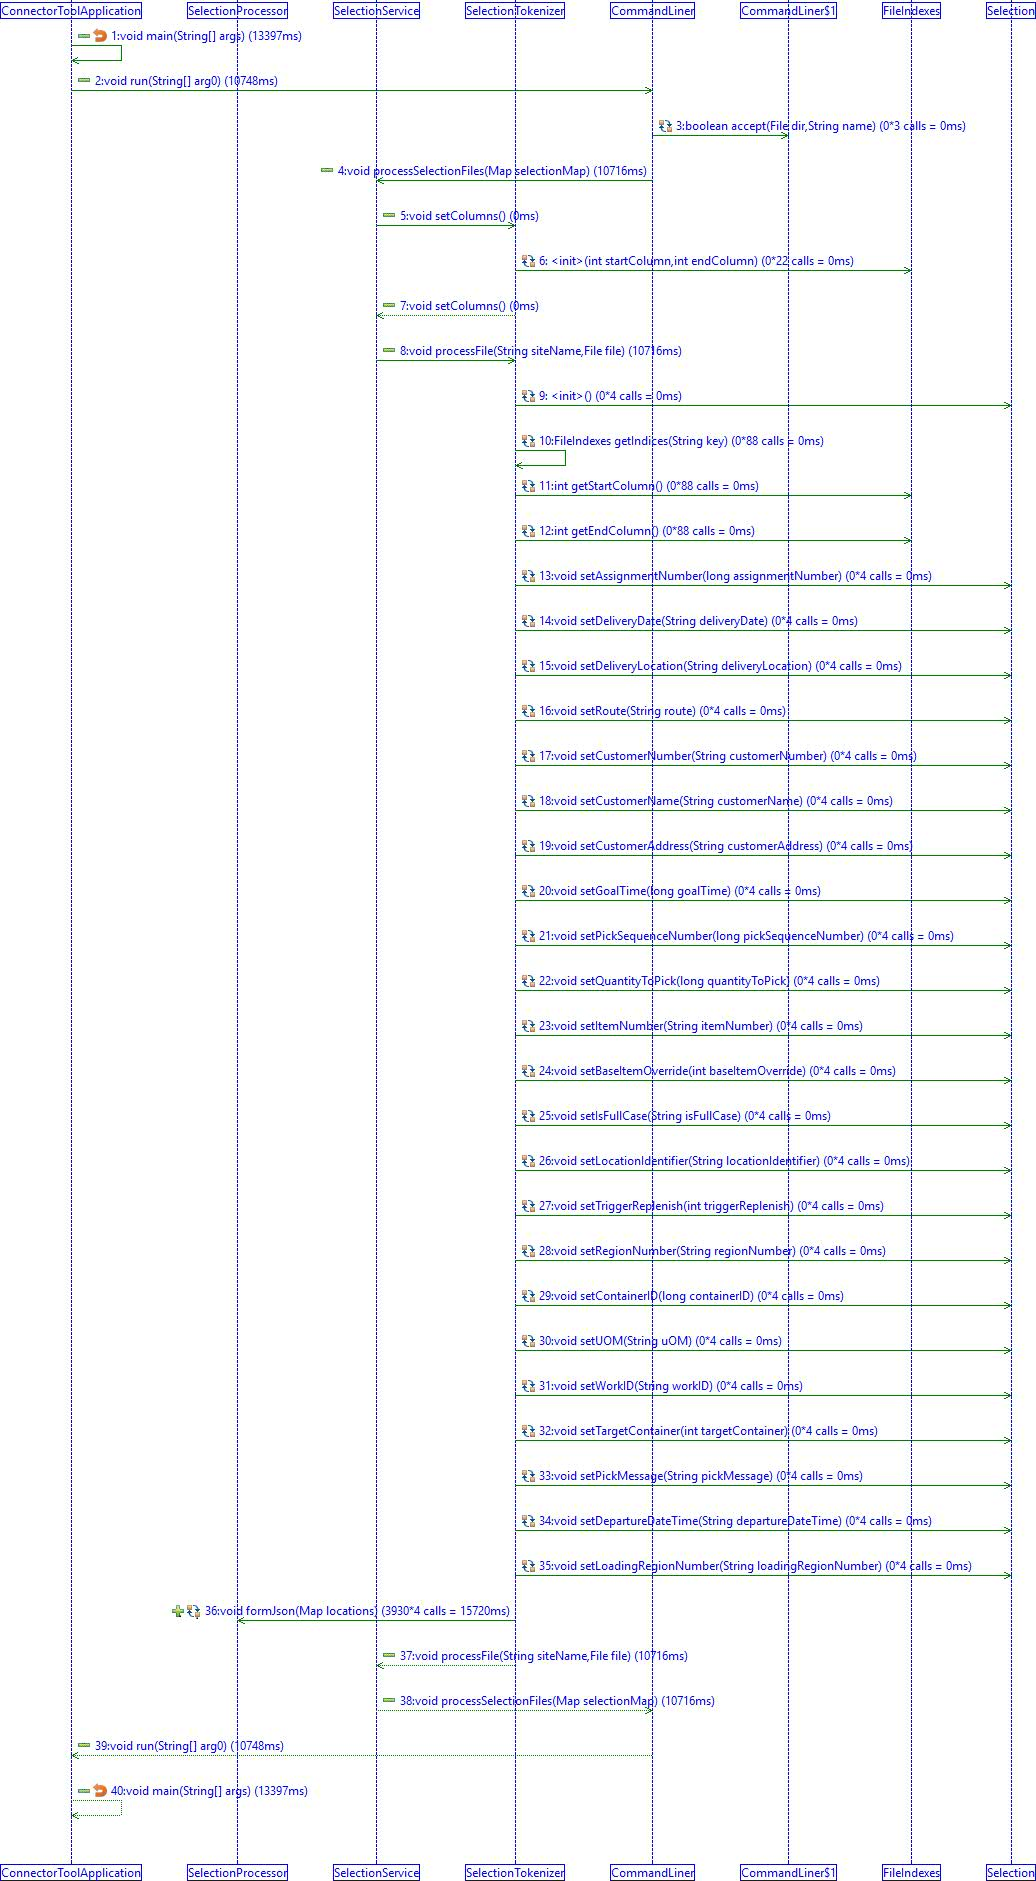 ConnectorToolApplication SelectionProcessor SelectionService SelectionTokenizer CommandLiner CommandLiner$1 FileIndexes Selection
1:void main(String[] args) (13397ms)
2:void run(String[] arg0) (10748ms)
3:boolean accept(File dir,String name) (0*3 calls = 0ms)
4:void processSelectionFiles(Map selectionMap) (10716ms)
5:void setColumns() (0ms)
6: <init>(int startColumn,int endColumn) (0*22 calls = 0ms)
7:void setColumns() (0ms)
8:void processFile(String siteName,File file) (10716ms)
9: <init>() (0*4 calls = 0ms)
10:FileIndexes getIndices(String key) (0*88 calls = 0ms)
11:int getStartColumn() (0*88 calls = 0ms)
12:int getEndColumn() (0*88 calls = 0ms)
13:void setAssignmentNumber(long assignmentNumber) (0*4 calls = 0ms)
14:void setDeliveryDate(String deliveryDate) (0*4 calls = 0ms)
15:void setDeliveryLocation(String deliveryLocation) (0*4 calls = 0ms)
16:void setRoute(String route) (0*4 calls = 0ms)
17:void setCustomerNumber(String customerNumber) (0*4 calls = 0ms)
18:void setCustomerName(String customerName) (0*4 calls = 0ms)
19:void setCustomerAddress(String customerAddress) (0*4 calls = 0ms)
20:void setGoalTime(long goalTime) (0*4 calls = 0ms)
21:void setPickSequenceNumber(long pickSequenceNumber) (0*4 calls = 0ms)
22:void setQuantityToPick(long quantityToPick) (0*4 calls = 0ms)
23:void setItemNumber(String itemNumber) (0*4 calls = 0ms)
24:void setBaseItemOverride(int baseItemOverride) (0*4 calls = 0ms)
25:void setIsFullCase(String isFullCase) (0*4 calls = 0ms)
26:void setLocationIdentifier(String locationIdentifier) (0*4 calls = 0ms)
27:void setTriggerReplenish(int triggerReplenish) (0*4 calls = 0ms)
28:void setRegionNumber(String regionNumber) (0*4 calls = 0ms)
29:void setContainerID(long containerID) (0*4 calls = 0ms)
30:void setUOM(String uOM) (0*4 calls = 0ms)
31:void setWorkID(String workID) (0*4 calls = 0ms)
32:void setTargetContainer(int targetContainer) (0*4 calls = 0ms)
33:void setPickMessage(String pickMessage) (0*4 calls = 0ms)
34:void setDepartureDateTime(String departureDateTime) (0*4 calls = 0ms)
35:void setLoadingRegionNumber(String loadingRegionNumber) (0*4 calls = 0ms)
36:void formJson(Map locations) (3930*4 calls = 15720ms)
37:void processFile(String siteName,File file) (10716ms)
38:void processSelectionFiles(Map selectionMap) (10716ms)
39:void run(String[] arg0) (10748ms)
40:void main(String[] args) (13397ms)
ConnectorToolApplication SelectionProcessor SelectionService SelectionTokenizer CommandLiner CommandLiner$1 FileIndexes Selection